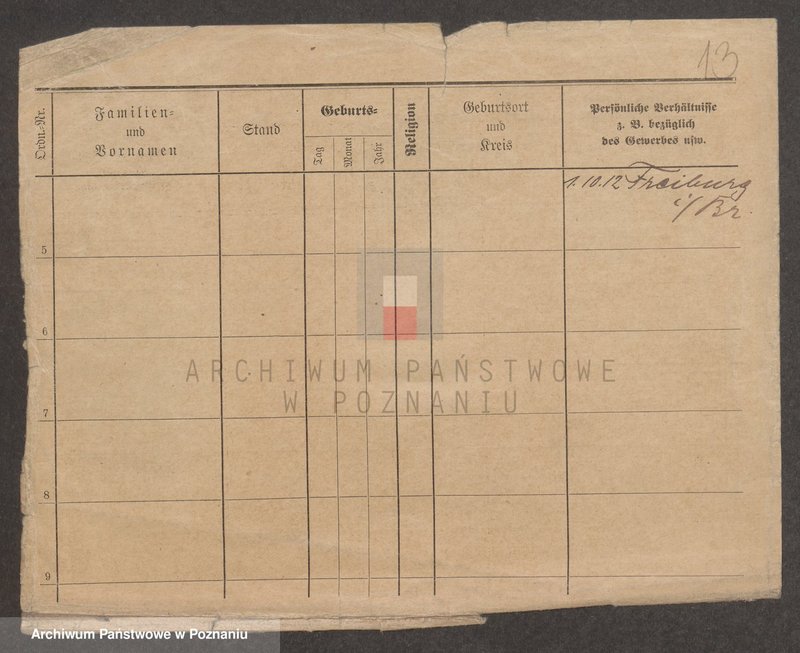 13
Ordn.-Nr.
Familien-
und
Vornamen
Stand
Geburts-
Tag
Monat
Jahr
Religion
Geburtsort
und
Kreis
Persönliche Verhältnisse
z. B. bezüglich
des Gewerbes usw.
1.10.12 Freiburg
i/Br.
5
6
7
8
9
ARCHIWUM PAŃSTWOWE
W POZNANIU
Archiwum Państwowe w Poznaniu